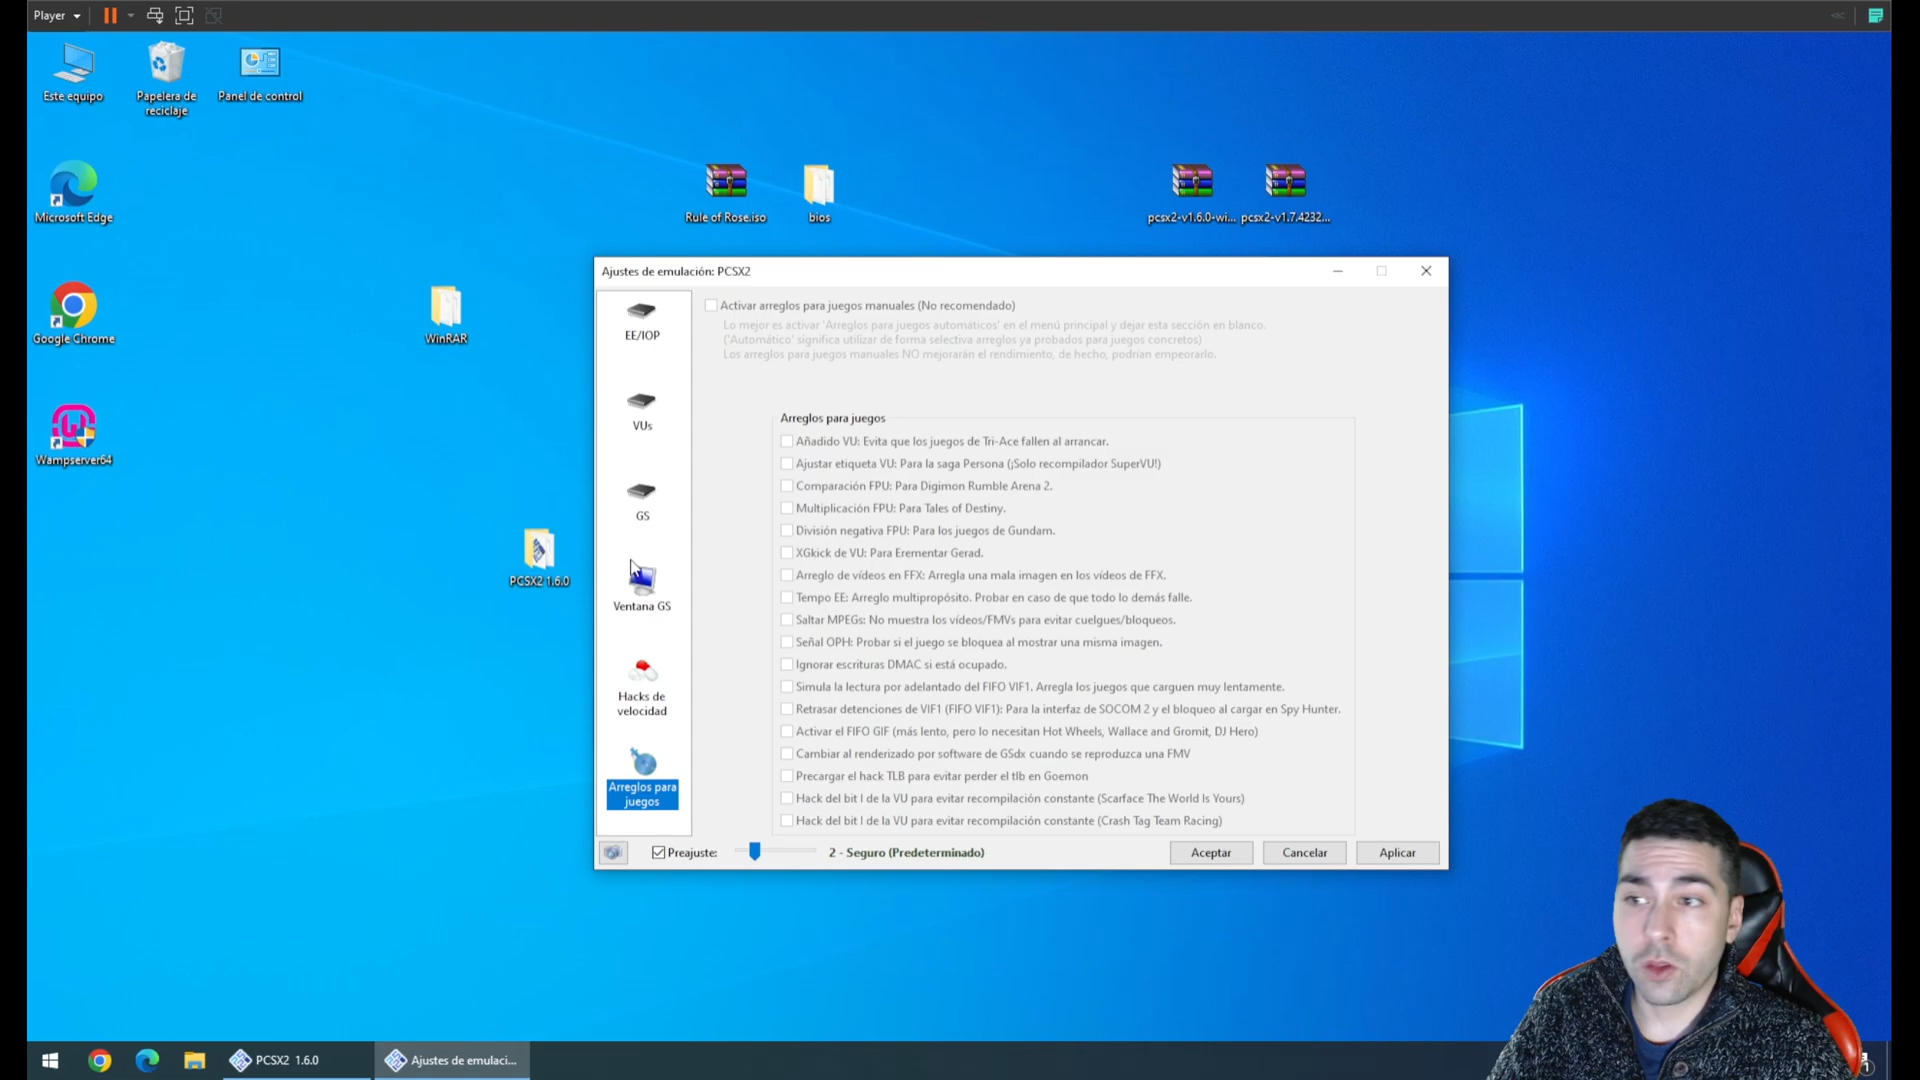 Player
Este equipo
Papelera de
reciclaje
Panel de control
Microsoft Edge
Rule of Rose.iso
bios
pcsx2-v1.6.0-wi...
pcsx2-v1.7.4232...
Google Chrome
WinRAR
Wampserver64
PCSX2 1.6.0
Ajustes de emulación: PCSX2
EE/IOP
VUs
GS
Ventana GS
Hacks de
velocidad
Arreglos para
juegos
Activar arreglos para juegos manuales (No recomendado)
Lo mejor es activar 'Arreglos para juegos automáticos' en el menú principal y dejar esta sección en blanco.
('Automático' significa utilizar de forma selectiva arreglos ya probados para juegos concretos)
Los arreglos para juegos manuales NO mejorarán el rendimiento, de hecho, podrían empeorarlo.
Arreglos para juegos
Añadido VU: Evita que los juegos de Tri-Ace fallen al arrancar.
Ajustar etiqueta VU: Para la saga Persona (¡Solo recompilador SuperVU!)
Comparación FPU: Para Digimon Rumble Arena 2.
Multiplicación FPU: Para Tales of Destiny.
División negativa FPU: Para los juegos de Gundam.
XGkick de VU: Para Erementar Gerad.
Arreglo de vídeos en FFX: Arregla una mala imagen en los vídeos de FFX.
Tempo EE: Arreglo multipropósito. Probar en caso de que todo lo demás falle.
Saltar MPEGs: No muestra los vídeos/FMVs para evitar cuelgues/bloqueos.
Señal OPH: Probar si el juego se bloquea al mostrar una misma imagen.
Ignorar escrituras DMAC si está ocupado.
Simula la lectura por adelantado del FIFO VIF1. Arregla los juegos que carguen muy lentamente.
Retrasar detenciones de VIF1 (FIFO VIF1): Para la interfaz de SOCOM 2 y el bloqueo al cargar en Spy Hunter.
Activar el FIFO GIF (más lento, pero lo necesitan Hot Wheels, Wallace and Gromit, DJ Hero)
Cambiar al renderizado por software de GSdx cuando se reproduzca una FMV
Precargar el hack TLB para evitar perder el tlb en Goemon
Hack del bit I de la VU para evitar recompilación constante (Scarface The World Is Yours)
Hack del bit I de la VU para evitar recompilación constante (Crash Tag Team Racing)
Preajuste:
2 - Seguro (Predeterminado)
Aceptar
Cancelar
Aplicar
PCSX2 1.6.0
Ajustes de emulaci...
1